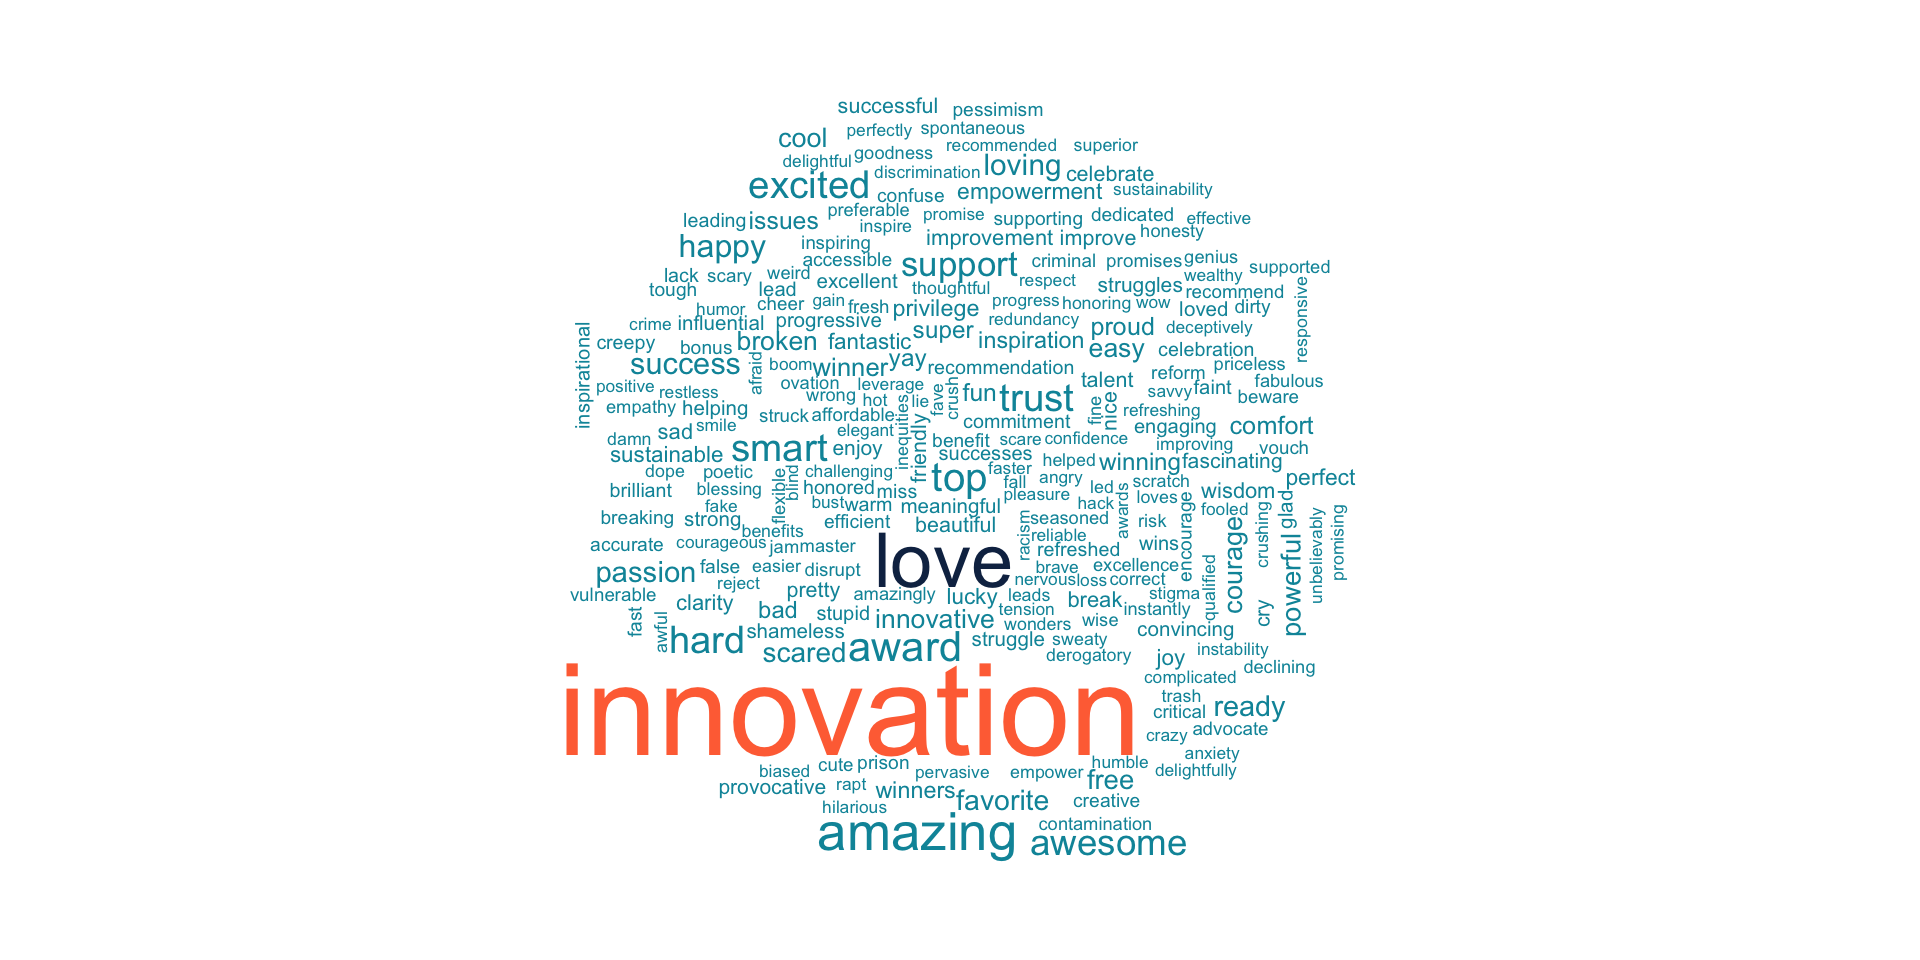 successful pessimism
cool perfectly spontaneous
delightful goodness recommended superior
excited discrimination loving celebrate
confuse empowerment sustainability
leading issues preferable promise supporting dedicated effective
inspire honesty
happy inspiring improvement improve
accessible support criminal promises genius
lack scary weird excellent respect struggles wealthy supported
tough lead thoughtful recommend responsive
humor cheer gain fresh privilege progress honoring wow loved dirty
crime influential progressive super redundancy proud deceptively
inspirational creepy bonus broken fantastic inspiration easy celebration
success afraid boom winner yay recommendation talent reform priceless
positive restless ovation leverage fave crush fun trust savvy faint fabulous
wrong hot lie beware
empathy helping struck affordable inequities friendly commitment fine nice refreshing
damn sad smile elegant benefit scare confidence engaging comfort
sustainable smart enjoy successes improving vouch
dope poetic challenging top faster helped winning fascinating
brilliant blessing flexible blind honored miss fall angry led scratch wisdom perfect
fake bust warm meaningful pleasure hack awards loves fooled glad
breaking strong benefits efficient beautiful racism seasoned risk encourage
accurate courageous jam master love reliable refreshed wins courage crushing powerful unbelievably promising
passion false easier disrupt brave excellence
vulnerable reject pretty amazingly nervous loss correct stigma qualified
clarity bad stupid lucky leads break instantly cry
fast awful shameless innovative tension wonders wise convincing
hard scared award struggle sweaty
derogatory joy instability
innovation complicated declining
trash
critical ready
crazy advocate
anxiety
biased cute prison pervasive empower humble delightfully
provocative rapt winners free
hilarious favorite creative
amazing contamination
awesome